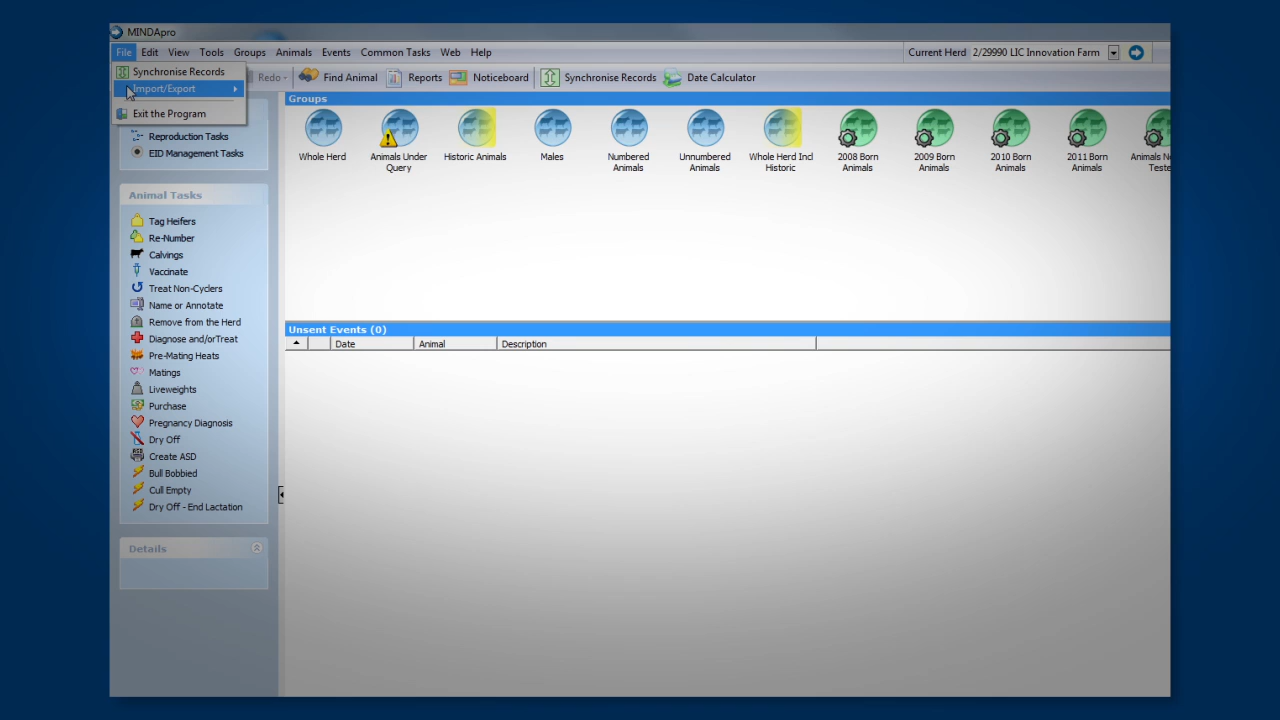 MINDApro
File Edit View Tools Groups Animals Events Common Tasks Web Help Current Herd 2/29990 LIC Innovation Farm
Synchronise Records
Import/Export
Exit the Program
Redo Find Animal Reports Noticeboard Synchronise Records Date Calculator
Reproduction Tasks
EID Management Tasks
Animal Tasks
Tag Heifers
Re-Number
Calvings
Vaccinate
Treat Non-Cyclers
Name or Annotate
Remove from the Herd
Diagnose and/orTreat
Pre-Mating Heats
Matings
Liveweights
Purchase
Pregnancy Diagnosis
Dry Off
Create ASD
Bull Bobbied
Cull Empty
Dry Off - End Lactation
Details
Groups
Whole Herd
Animals Under
Query
Historic Animals
Males
Numbered
Animals
Unnumbered
Animals
Whole Herd Incl
Historic
2008 Born
Animals
2009 Born
Animals
2010 Born
Animals
2011 Born
Animals
Animals N
Teste
Unsent Events (0)
Date Animal Description